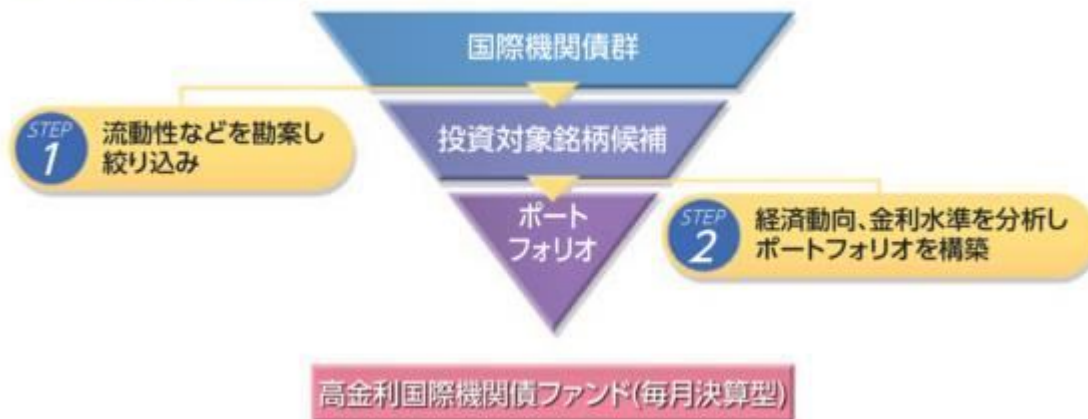 国際機関債群
STEP
1
流動性などを勘案し
絞り込み
投資対象銘柄候補
ポート
フォリオ
STEP
2
経済動向、金利水準を分析し
ポートフォリオを構築
高金利国際機関債ファンド(毎月決算型)